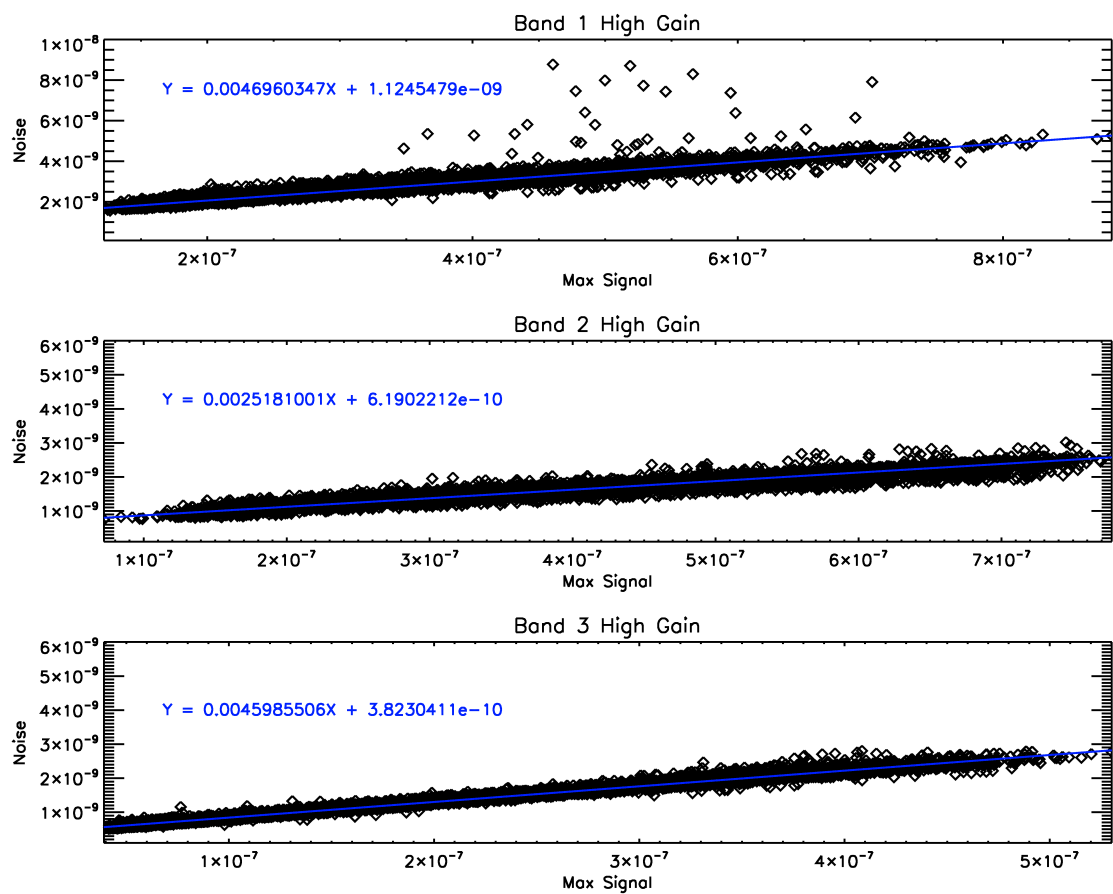 Band 1 High Gain
1×10⁻⁸
8×10⁻⁹
6×10⁻⁹
4×10⁻⁹
2×10⁻⁹
Noise
Y = 0.0046960347X + 1.1245479e-09
2×10⁻⁷ 4×10⁻⁷ 6×10⁻⁷ 8×10⁻⁷
Max Signal
Band 2 High Gain
6×10⁻⁹
5×10⁻⁹
4×10⁻⁹
3×10⁻⁹
2×10⁻⁹
1×10⁻⁹
Noise
Y = 0.0025181001X + 6.1902212e-10
1×10⁻⁷ 2×10⁻⁷ 3×10⁻⁷ 4×10⁻⁷ 5×10⁻⁷ 6×10⁻⁷ 7×10⁻⁷
Max Signal
Band 3 High Gain
6×10⁻⁹
5×10⁻⁹
4×10⁻⁹
3×10⁻⁹
2×10⁻⁹
1×10⁻⁹
Noise
Y = 0.0045985506X + 3.8230411e-10
1×10⁻⁷ 2×10⁻⁷ 3×10⁻⁷ 4×10⁻⁷ 5×10⁻⁷
Max Signal